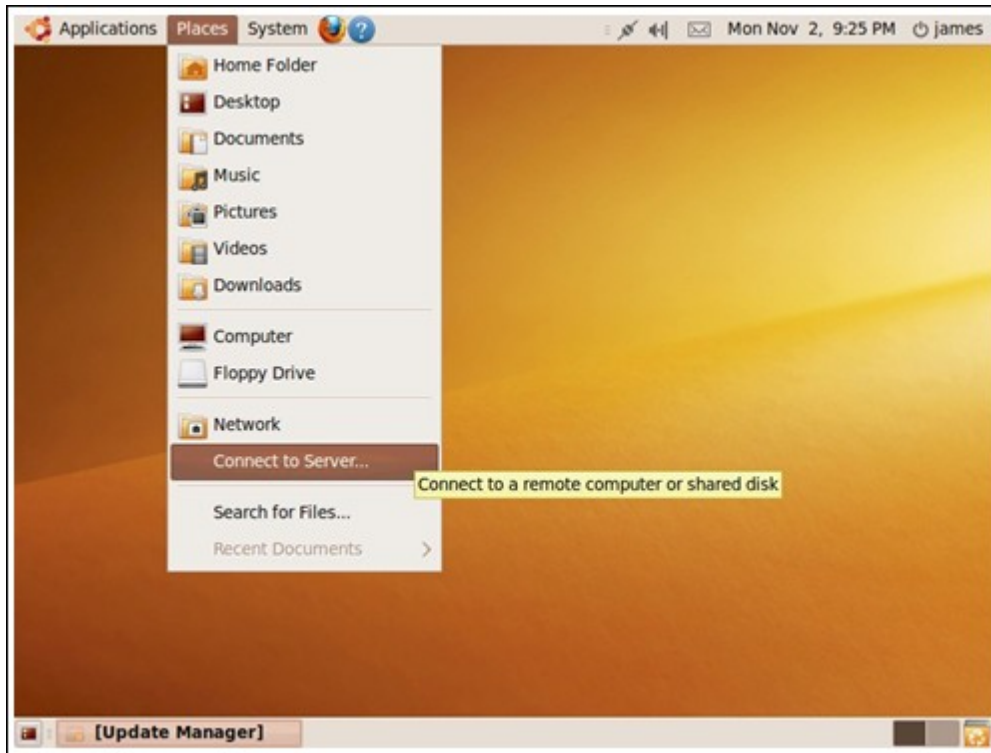 Applications Places System Mon Nov 2, 9:25 PM james
Home Folder
Desktop
Documents
Music
Pictures
Videos
Downloads
Computer
Floppy Drive
Network
Connect to Server...
Connect to a remote computer or shared disk
Search for Files...
Recent Documents
[Update Manager]